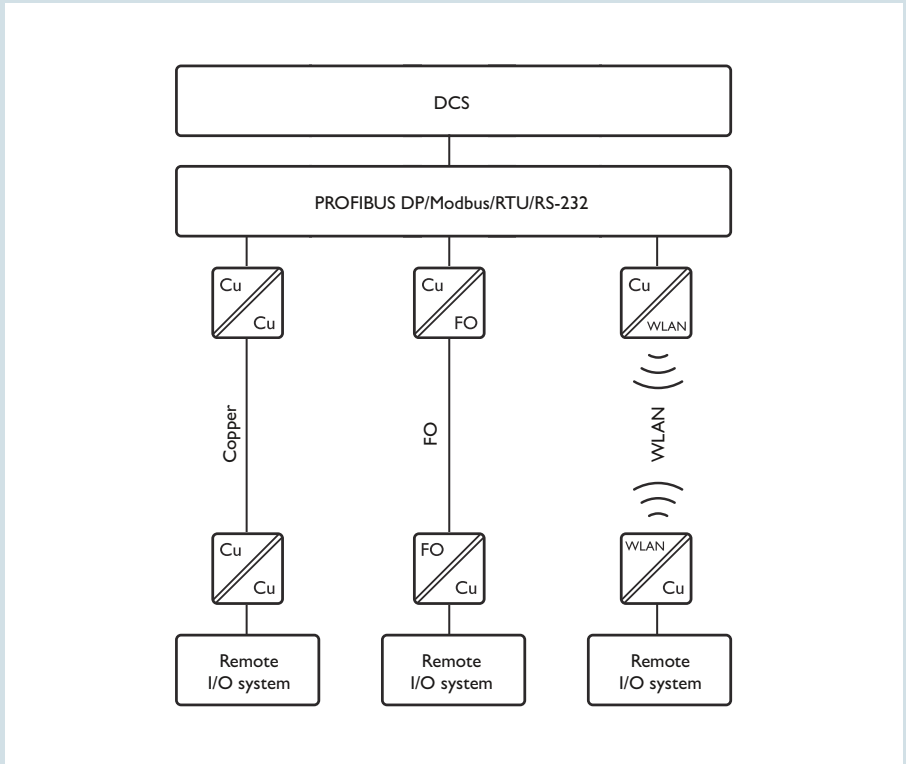 DCS
PROFIBUS DP/Modbus/RTU/RS-232
Cu
Cu
Cu
FO
Cu
WLAN
Copper
FO
WLAN
Cu
Cu
FO
Cu
WLAN
Cu
Remote
I/O system
Remote
I/O system
Remote
I/O system